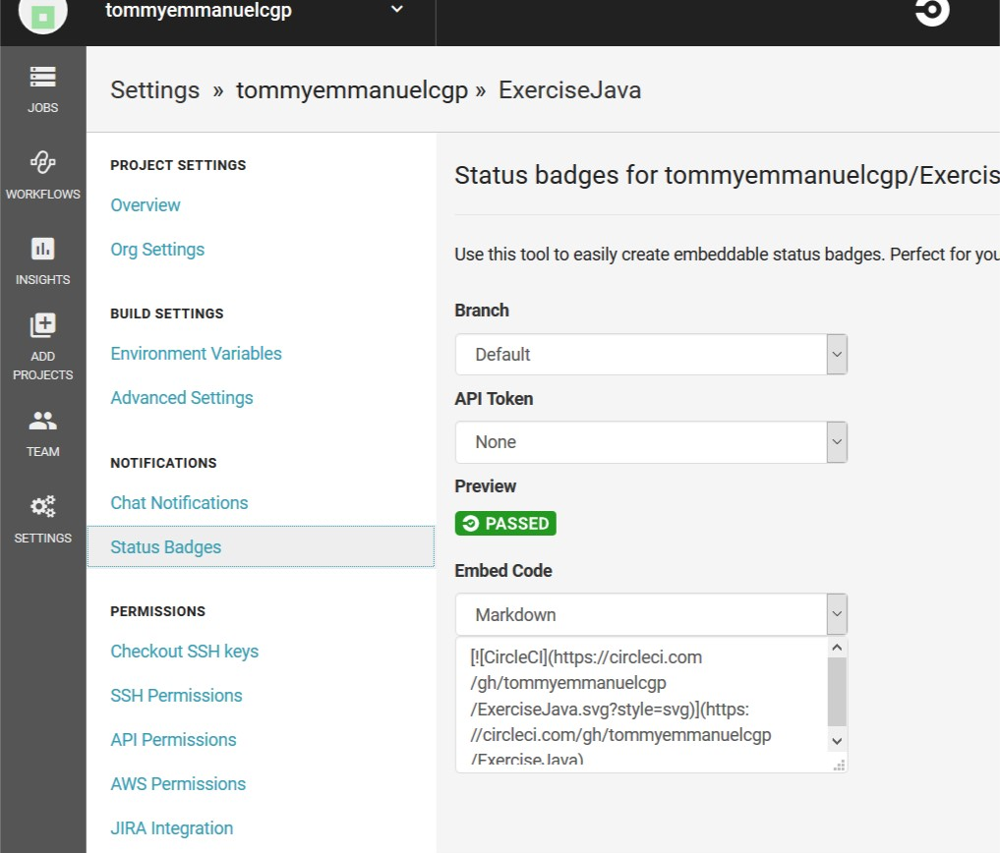 tommyemmanuelcgp
JOBS
WORKFLOWS
INSIGHTS
ADD
PROJECTS
TEAM
SETTINGS
Settings » tommyemmanuelcgp » ExerciseJava
PROJECT SETTINGS
Overview
Org Settings
BUILD SETTINGS
Environment Variables
Advanced Settings
NOTIFICATIONS
Chat Notifications
Status Badges
PERMISSIONS
Checkout SSH keys
SSH Permissions
API Permissions
AWS Permissions
JIRA Integration
Status badges for tommyemmanuelcgp/Exercis
Use this tool to easily create embeddable status badges. Perfect for you
Branch
Default
API Token
None
Preview
PASSED
Embed Code
Markdown
[![CircleCI](https://circleci.com
/gh/tommyemmanuelcgp
/ExerciseJava.svg?style=svg)](https:
//circleci.com/gh/tommyemmanuelcgp
/ExerciseJava)